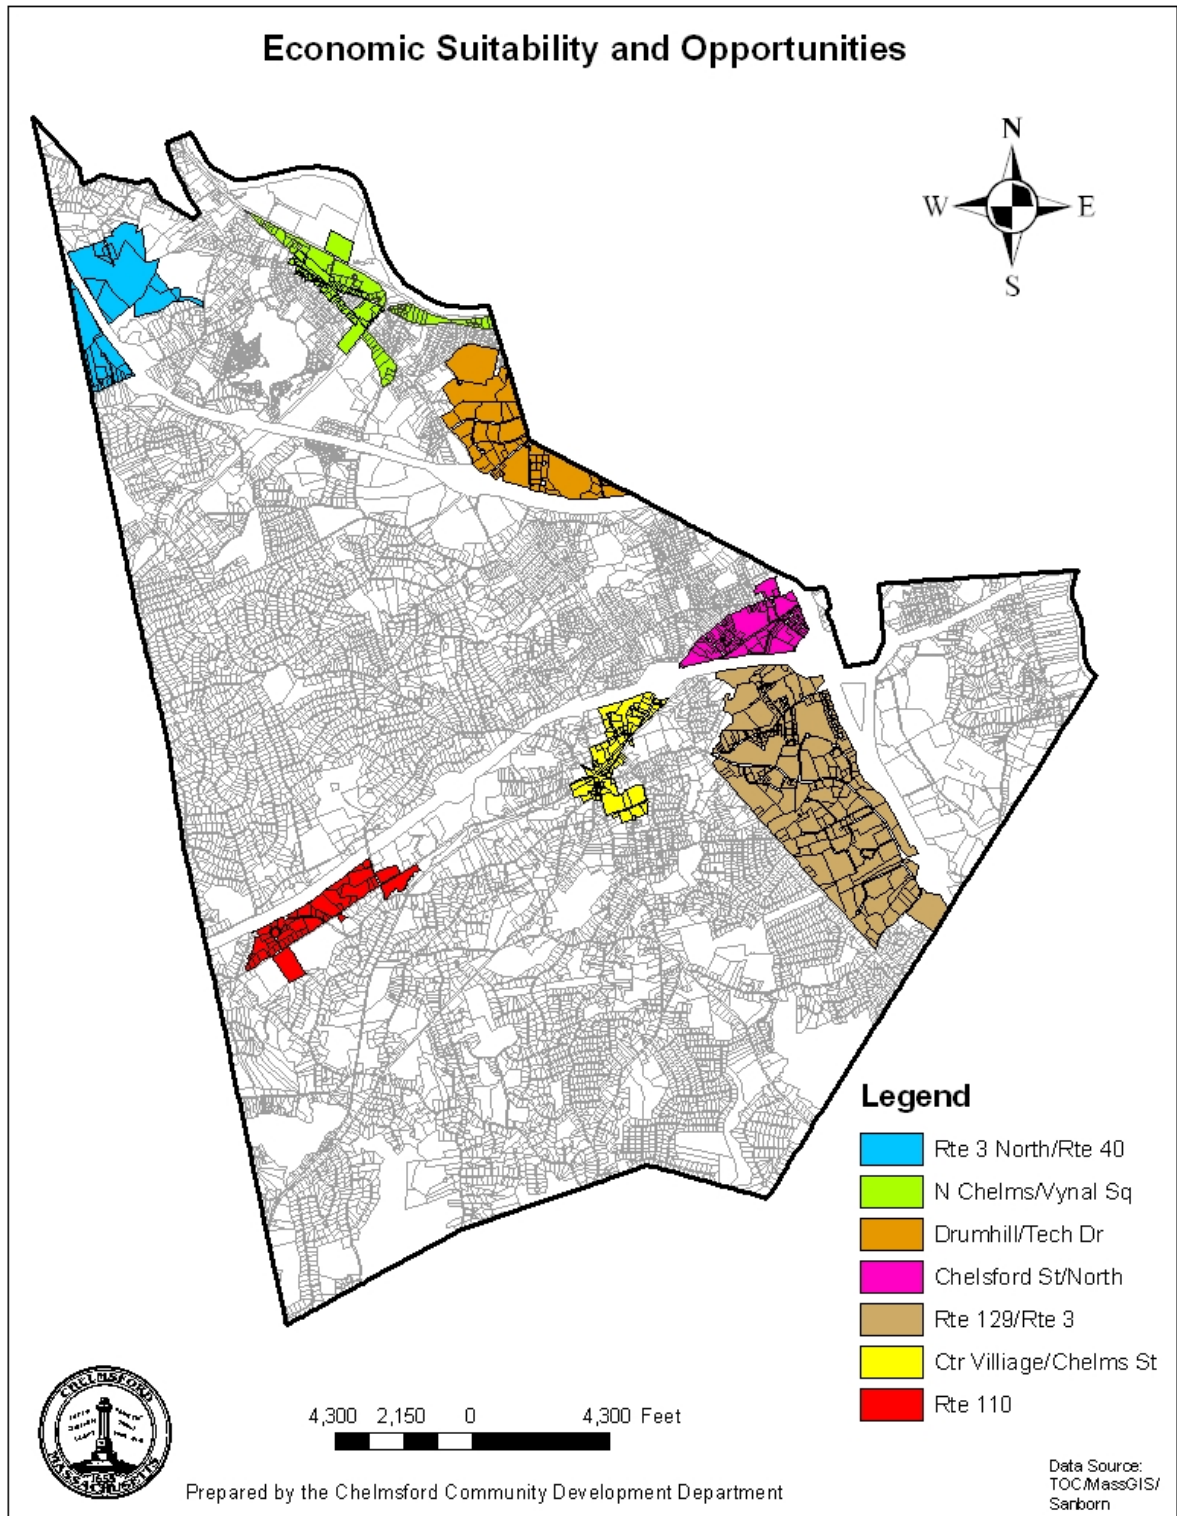 Economic Suitability and Opportunities
N
W
E
S
Legend
Rte 3 North/Rte 40
N Chelms/Vynal Sq
Drumhill/Tech Dr
Chelsford St/North
Rte 129/Rte 3
Ctr Villiage/Chelms St
Rte 110
CHELMSFORD
MASSACHUSETTS
4,300 2,150 0 4,300 Feet
Prepared by the Chelmsford Community Development Department
Data Source:
TOC/MassGIS/
Sanborn